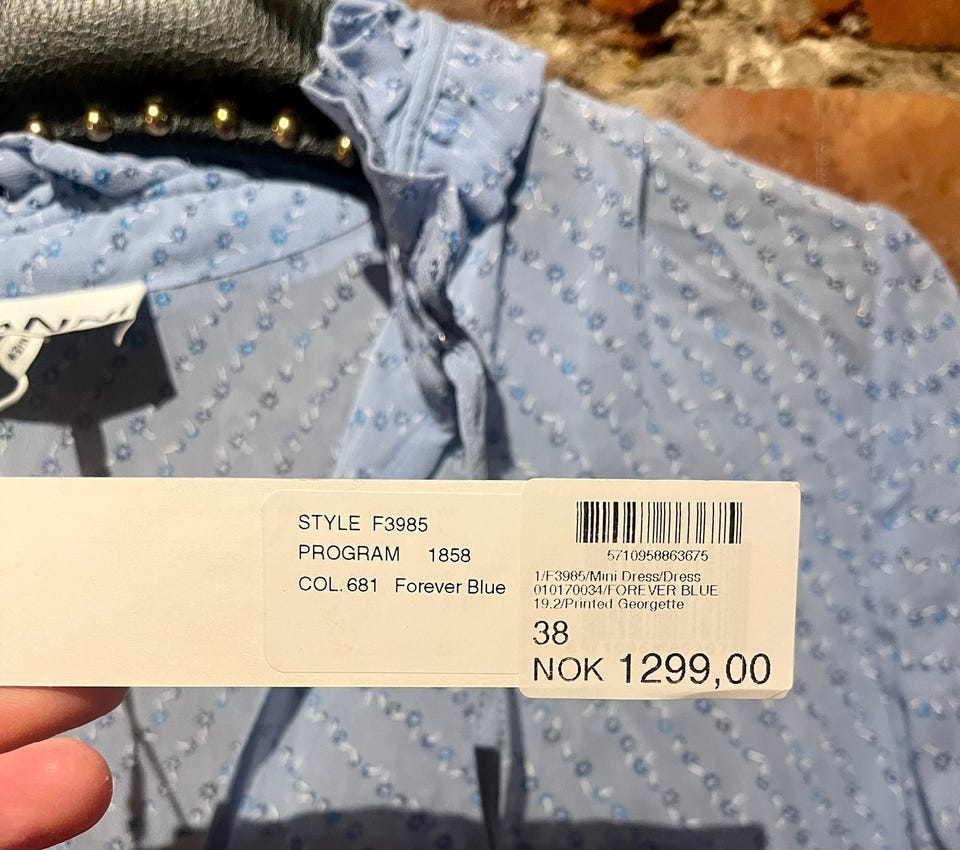 STYLE F3985
PROGRAM 1858
COL. 681 Forever Blue
5710958863675
1/F3985/Mini Dress/Dress
010170034/FOREVER BLUE
19.2/Printed Georgette
38
NOK 1299,00